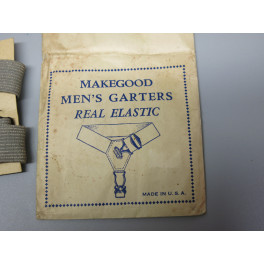 MAKEGOOD
MEN'S GARTERS
REAL ELASTIC
MADE IN U.S.A.